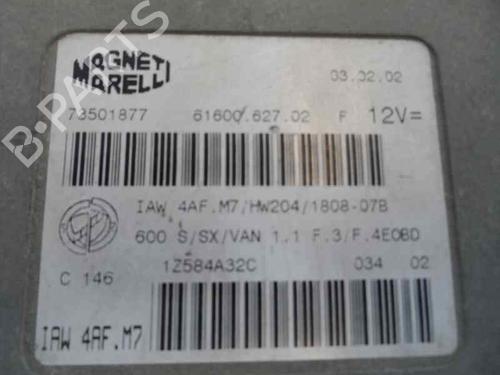 MAGNETI MARELLI
03.02.02
73501877 61600.627.02 F 12V=
IAW 4AF.M7/HW204/1808-07B
600 S/SX/VAN 1.1 F.3/F.4EOBD
C 146
1Z584A32C 034 02
IAW 4AF.M7
B-PARTS